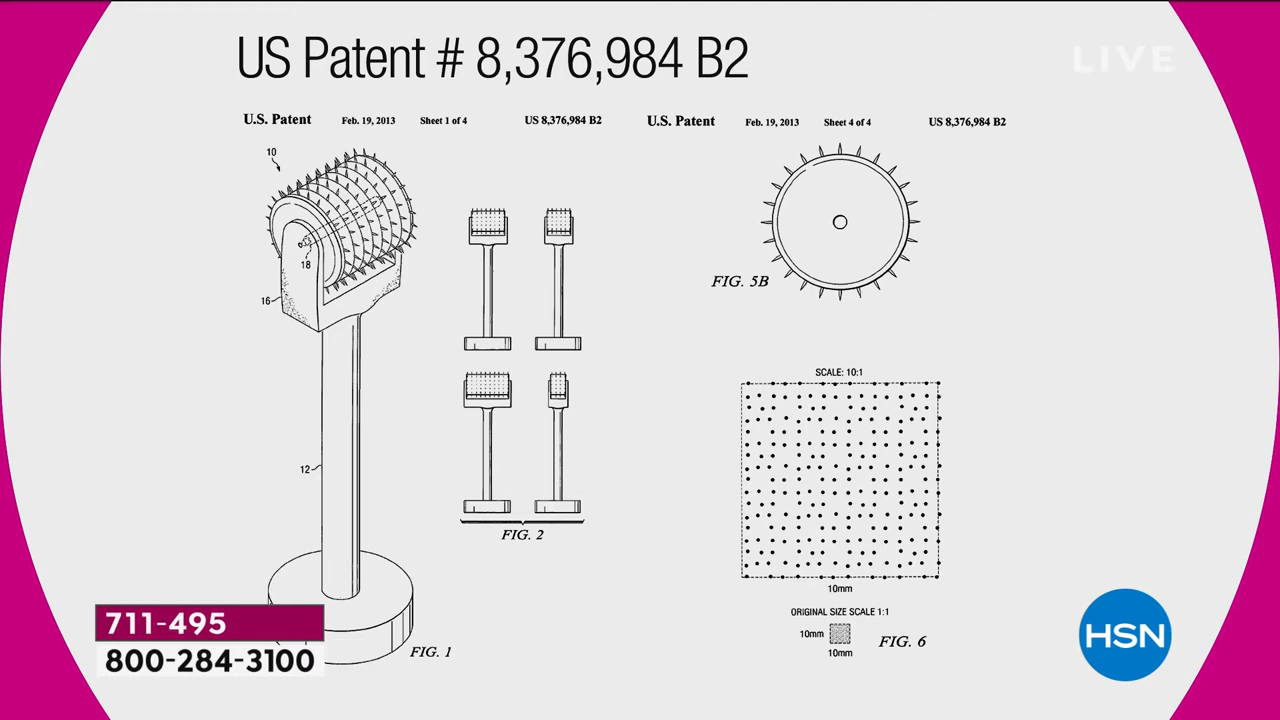 US Patent # 8,376,984 B2
LIVE
U.S. Patent Feb. 19, 2013 Sheet 1 of 4 US 8,376,984 B2
U.S. Patent Feb. 19, 2013 Sheet 4 of 4 US 8,376,984 B2
10
18
16
12
FIG. 1
FIG. 2
FIG. 5B
SCALE: 10:1
10mm
ORIGINAL SIZE SCALE 1:1
10mm
10mm
FIG. 6
711-495
800-284-3100
HSN